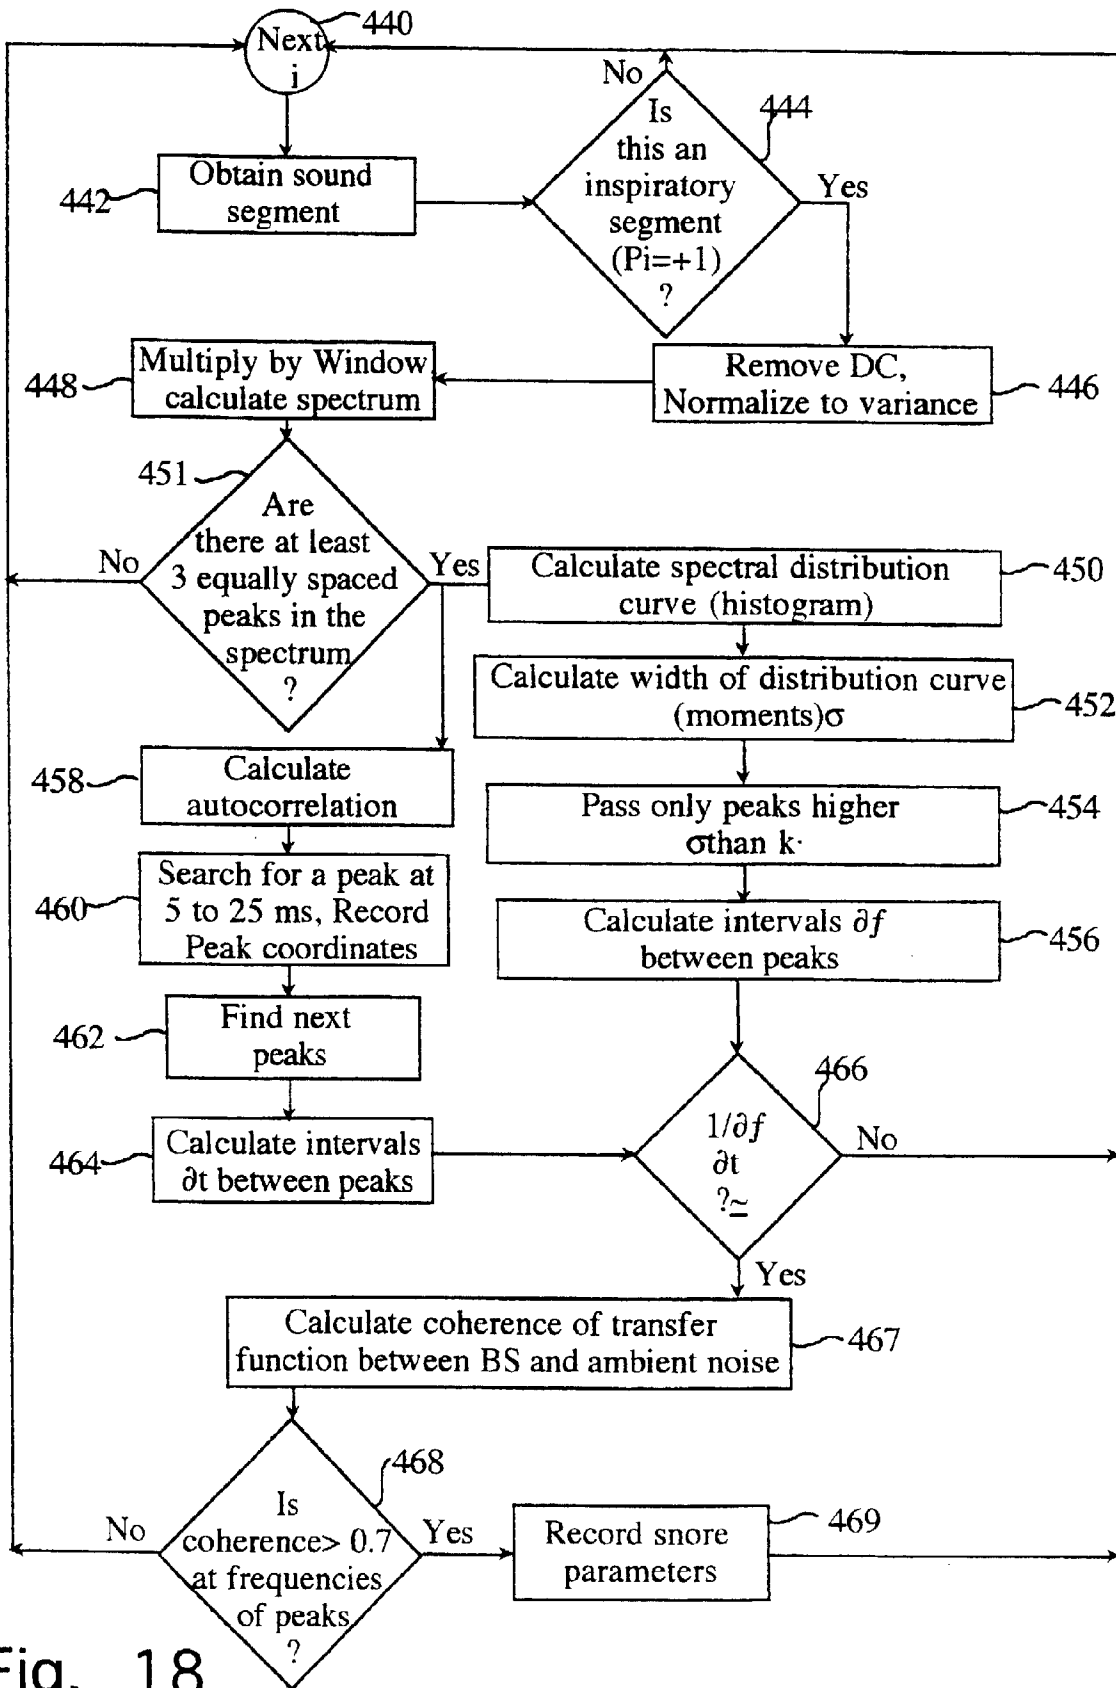 440
Next
i
No
Is
this an
inspiratory
segment
(Pi=+1)
?
444
Yes
442
Obtain sound
segment
448
Multiply by Window
calculate spectrum
Remove DC,
Normalize to variance
446
451
Are
there at least
3 equally spaced
peaks in the
spectrum
?
No
Yes
Calculate spectral distribution
curve (histogram)
450
Calculate width of distribution curve
(moments)σ
452
458
Calculate
autocorrelation
Pass only peaks higher
σthan k·
454
460
Search for a peak at
5 to 25 ms, Record
Peak coordinates
Calculate intervals ∂f
between peaks
456
462
Find next
peaks
464
Calculate intervals
∂t between peaks
466
1/∂f
∂t
?≃
No
Yes
Calculate coherence of transfer
function between BS and ambient noise
467
468
Is
coherence> 0.7
at frequencies
of peaks
?
No
Yes
Record snore
parameters
469
Fig. 18